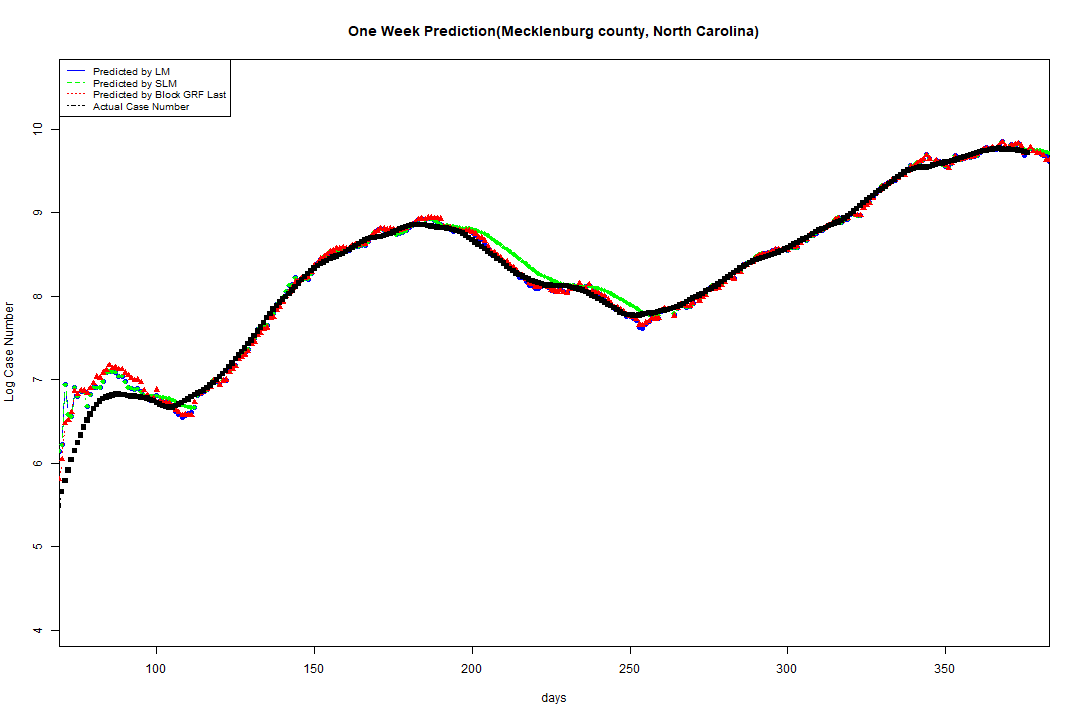 One Week Prediction(Mecklenburg county, North Carolina)
Predicted by LM
Predicted by SLM
Predicted by Block GRF Last
Actual Case Number
10
9
8
7
6
5
4
Log Case Number
100 150 200 250 300 350
days